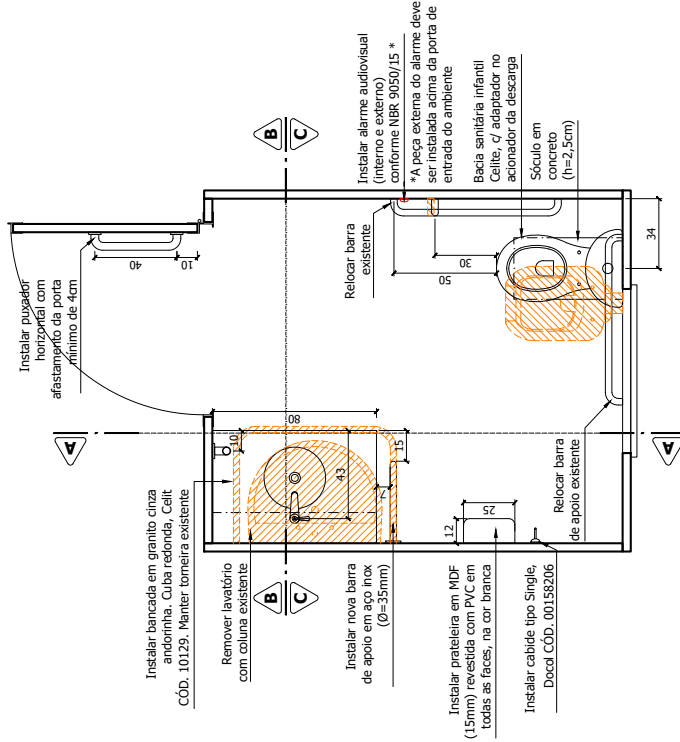 Instalar puxador
horizontal com
afastamento da porta
mínimo de 4cm
40
10
B
C
Instalar alarme audiovisual
(interno e externo)
conforme NBR 9050/15 *
*A peça externa do alarme deve
ser instalada acima da porta de
entrada do ambiente
Relocar barra
existente
Bacia sanitária infantil
Celite, c/ adaptador no
acionador da descarga
Sóculo em
concreto
(h=2,5cm)
30
50
34
A
A
80
10
43
15
7
12
25
B
C
Instalar bancada em granito cinza
andorinha. Cuba redonda, Celit
CÓD. 10129. Manter torneira existente
Remover lavatório
com coluna existente
Instalar nova barra
de apoio em aço inox
(Ø=35mm)
Instalar prateleira em MDF
(15mm) revestida com PVC em
todas as faces, na cor branca
Instalar cabide tipo Single,
Docol CÓD. 00158206
Relocar barra
de apoio existente